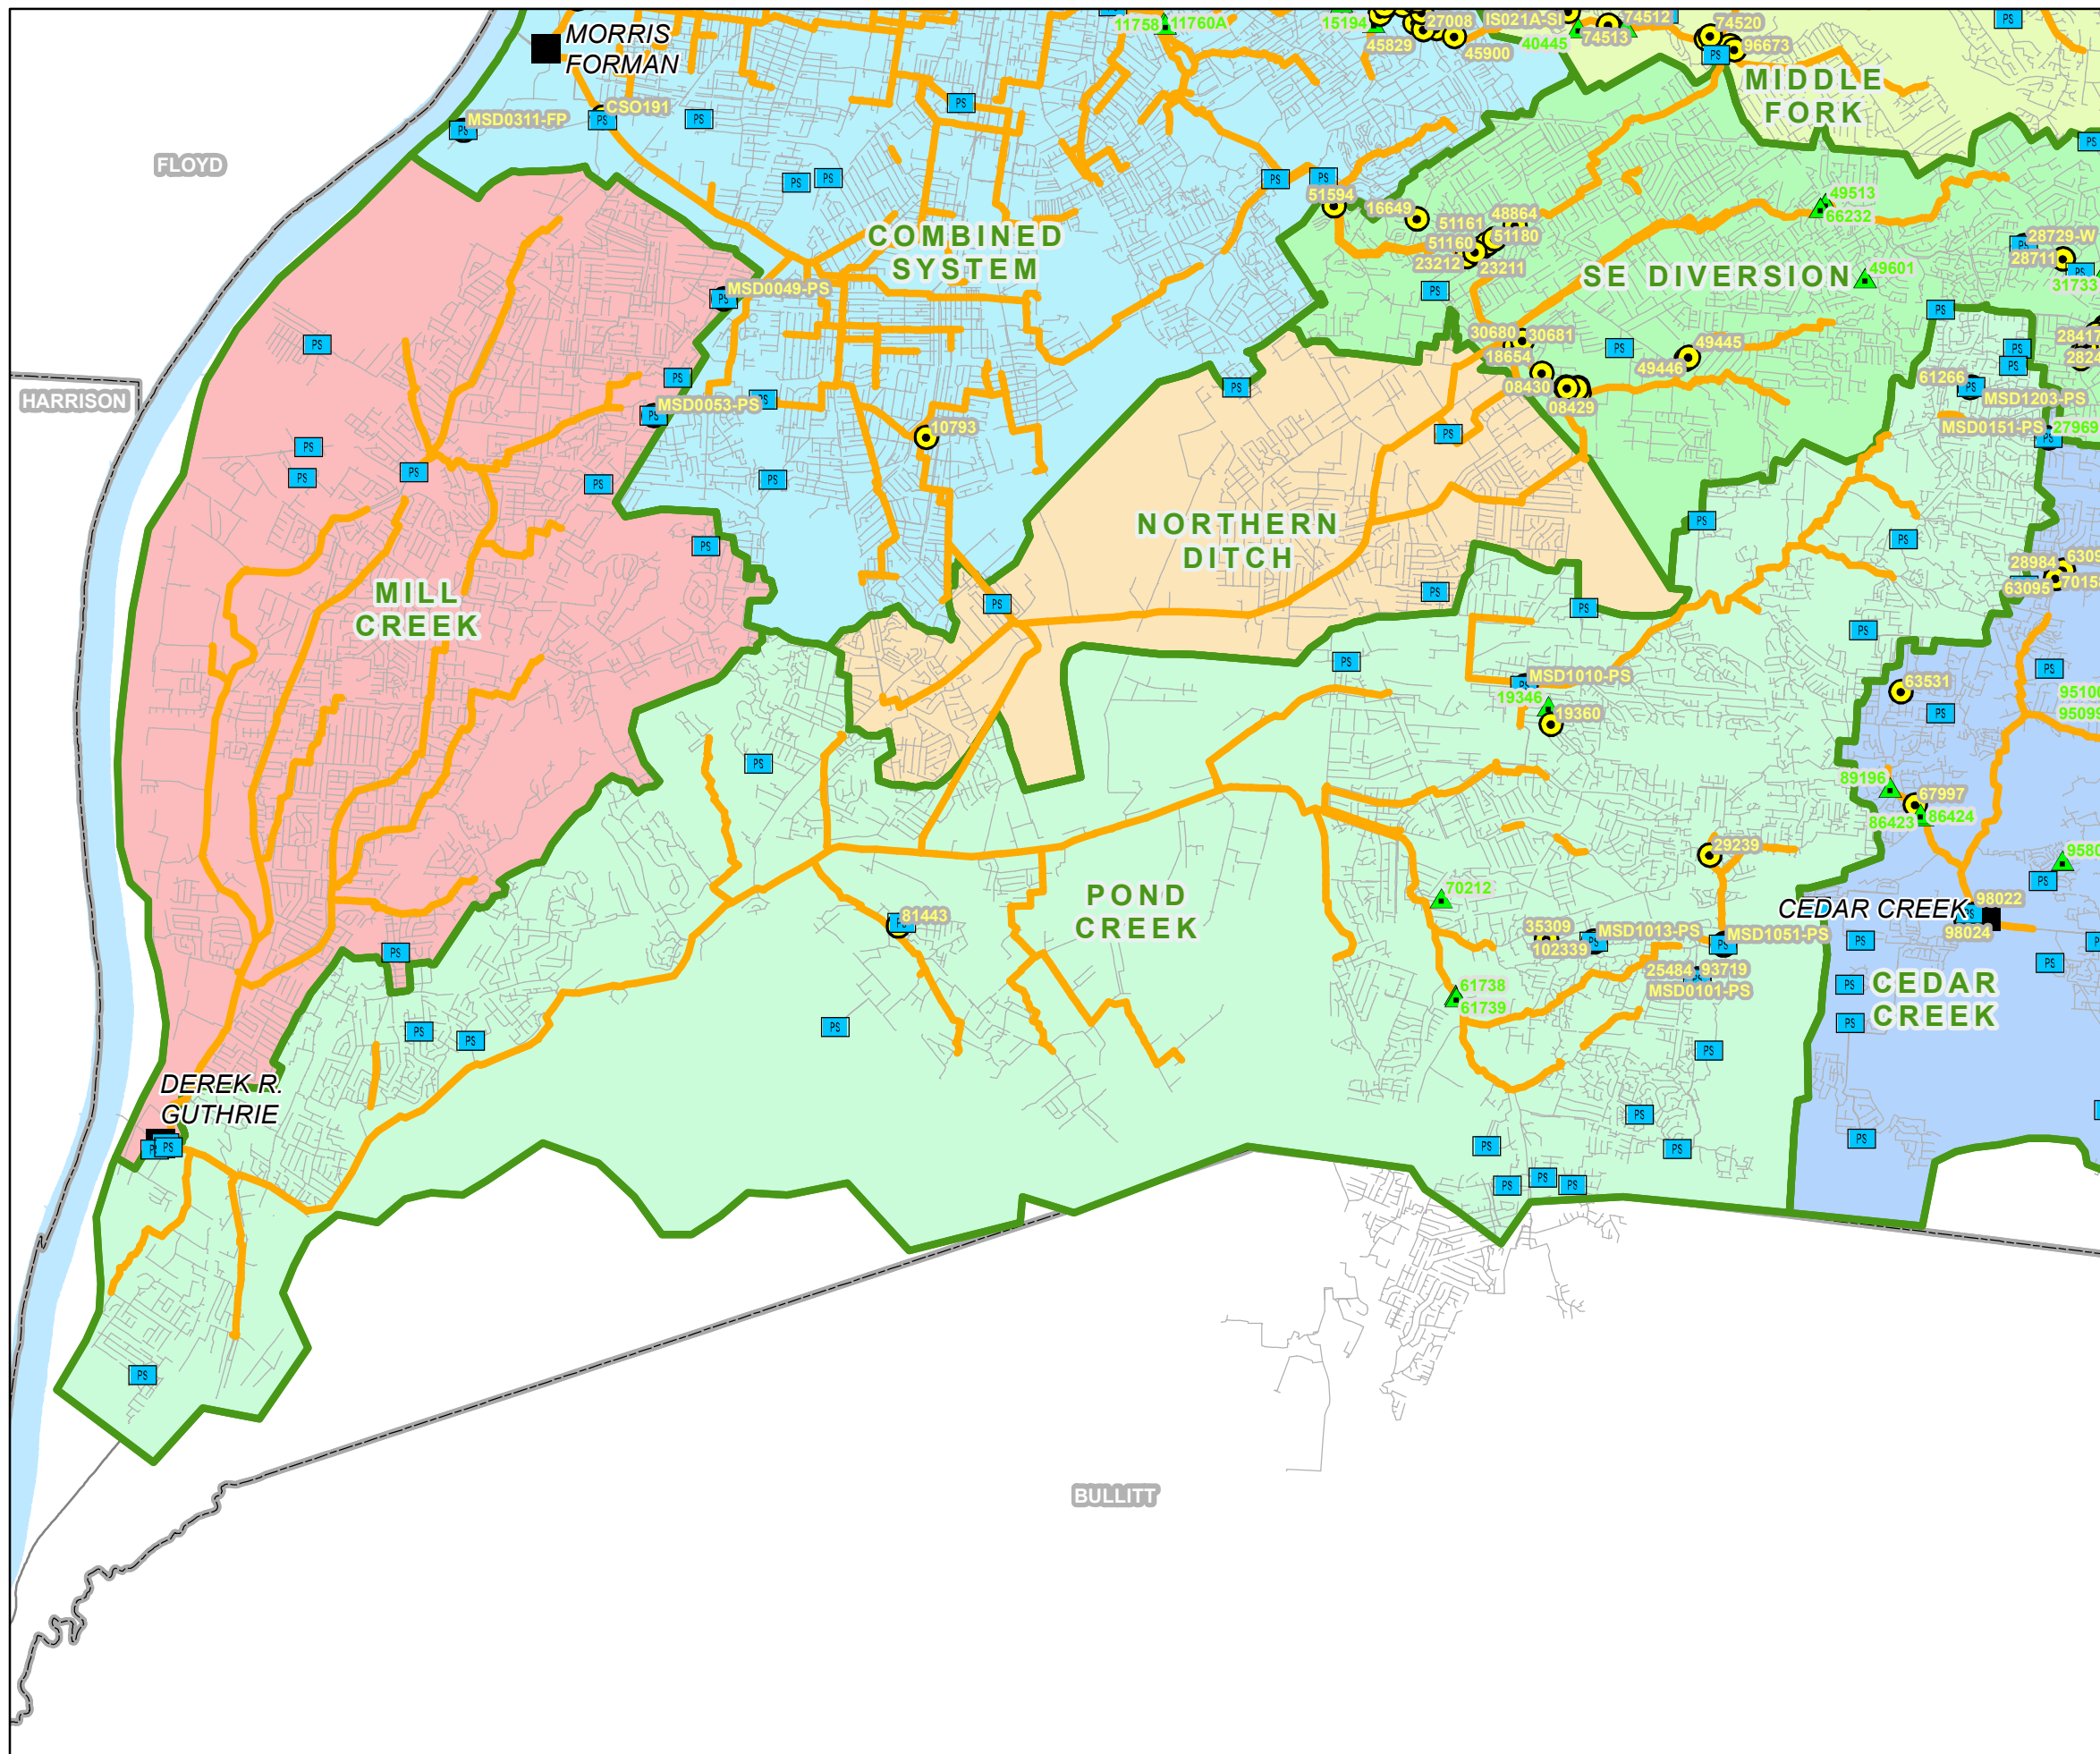 MORRIS
FORMAN
11758
11760A
15194
27008
45829
45900
IS021A-SI
40445
74513
74512
74520
96673
MIDDLE
FORK
MSD0311-FP
CSO191
FLOYD
PS
COMBINED
SYSTEM
51594
16649
51161
48864
51160
51180
23212
23211
49513
66232
SE DIVERSION
49601
28729-W
28711
31733
MSD0049-PS
HARRISON
MSD0053-PS
10793
30680
30681
18654
08430
08429
49445
49446
28417
61266
MSD1203-PS
MSD0151-PS
27969
NORTHERN
DITCH
MILL
CREEK
28984
63095
MSD1010-PS
19346
19360
63531
89196
67997
86423
86424
29239
POND
CREEK
70212
81443
CEDAR CREEK
98022
98024
35309
102339
MSD1013-PS
MSD1051-PS
25484
93719
MSD0101-PS
61738
61739
CEDAR
CREEK
DEREK R.
GUTHRIE
BULLITT